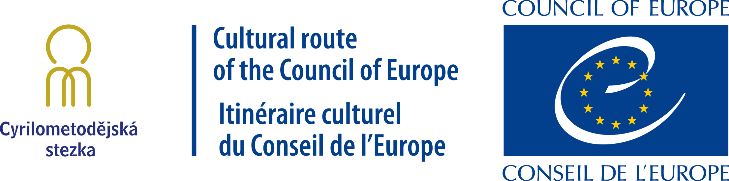 Cyrilometodějská
stezka
Cultural route
of the Council of Europe
Itinéraire culturel
du Conseil de l'Europe
COUNCIL OF EUROPE
CONSEIL DE L'EUROPE